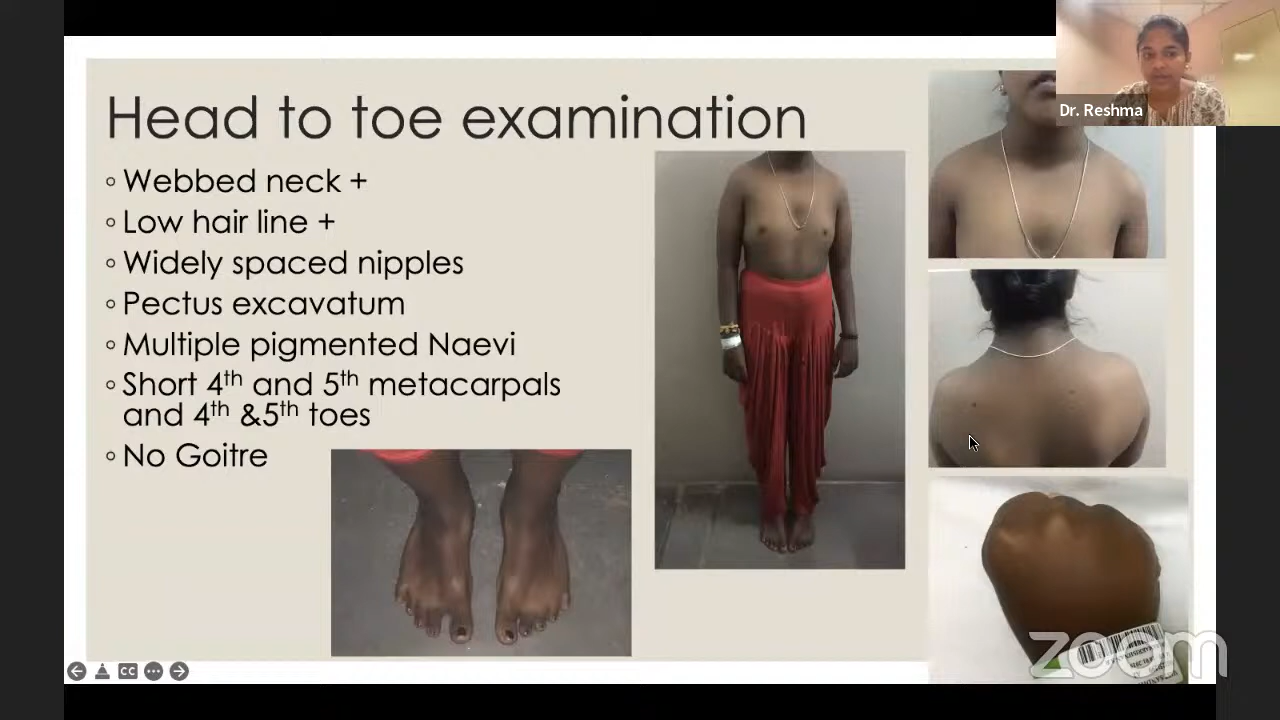 Head to toe examination
Dr. Reshma
◦ Webbed neck +
◦ Low hair line +
◦ Widely spaced nipples
◦ Pectus excavatum
◦ Multiple pigmented Naevi
◦ Short 4th and 5th metacarpals
and 4th &5th toes
◦ No Goitre
CC
zoom